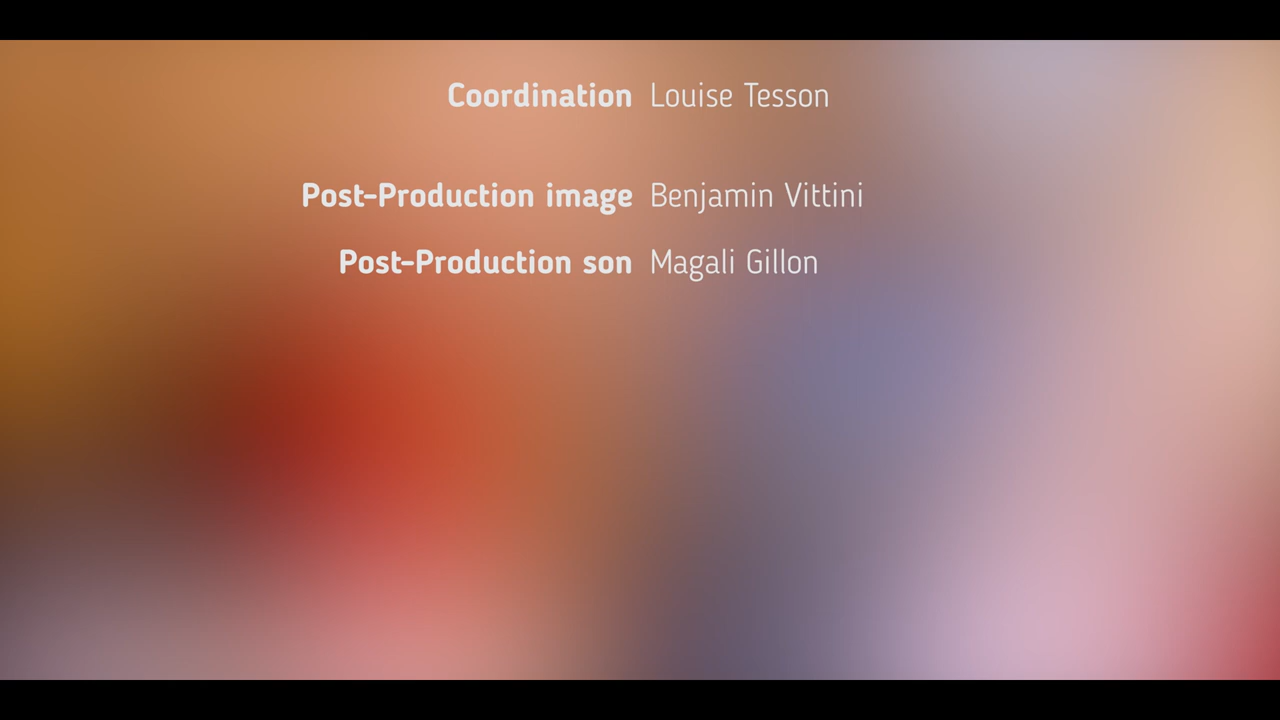 Coordination Louise Tesson
Post-Production image Benjamin Vittini
Post-Production son Magali Gillon